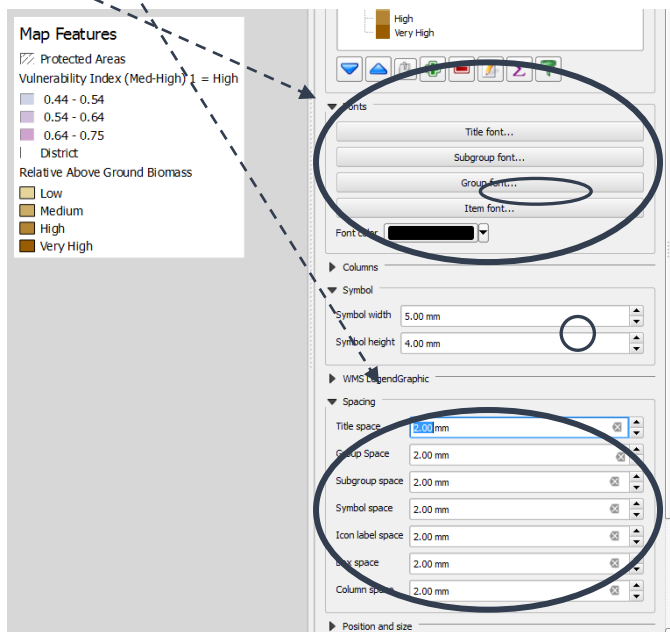 Map Features
Protected Areas
Vulnerability Index (Med-High) 1 = High
0.44 - 0.54
0.54 - 0.64
0.64 - 0.75
District
Relative Above Ground Biomass
Low
Medium
High
Very High
High
Very High
Fonts
Title font...
Subgroup font...
Group font...
Item font...
Font color
Columns
Symbol
Symbol width 5.00 mm
Symbol height 4.00 mm
WMS LegendGraphic
Spacing
Title space 2.00 mm
Group Space 2.00 mm
Subgroup space 2.00 mm
Symbol space 2.00 mm
Icon label space 2.00 mm
Box space 2.00 mm
Column space 2.00 mm
Position and size